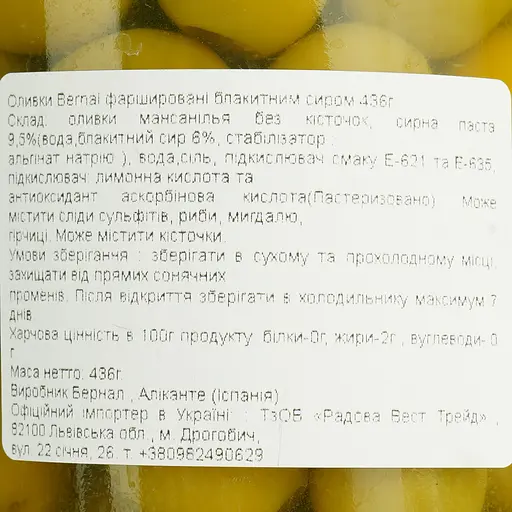 Оливки Bernal фаршировані блакитним сиром 436г
Склад: оливки мансанілья без кісточок, сирна паста
9,5%(вода,блакитний сир 6%, стабілізатор :
альгінат натрію ), вода,сіль, підкислювач смаку Е-621 та Е-635,
підкислювач: лимонна кислота та
антиоксидант аскорбінова кислота(Пастеризовано) Може
містити сліди сульфітів, риби, мигдалю,
гірчиці. Може містити кісточки.
Умови зберігання : зберігати в сухому та прохолодному місці,
захищати від прямих сонячних
променів. Після відкриття зберігати в холодильнику максимум 7
днів.
Харчова цінність в 100г продукту: білки-0г, жири-2г , вуглеводи- 0
г.
Маса нетто: 436г.
Виробник Бернал , Аліканте (Іспанія)
Офіційний імпортер в Україні : ТзОВ «Радова Вест Трейд» ,
82100 Львівська обл., м. Дрогобич,
вул. 22 січня, 26. т. +380962490629